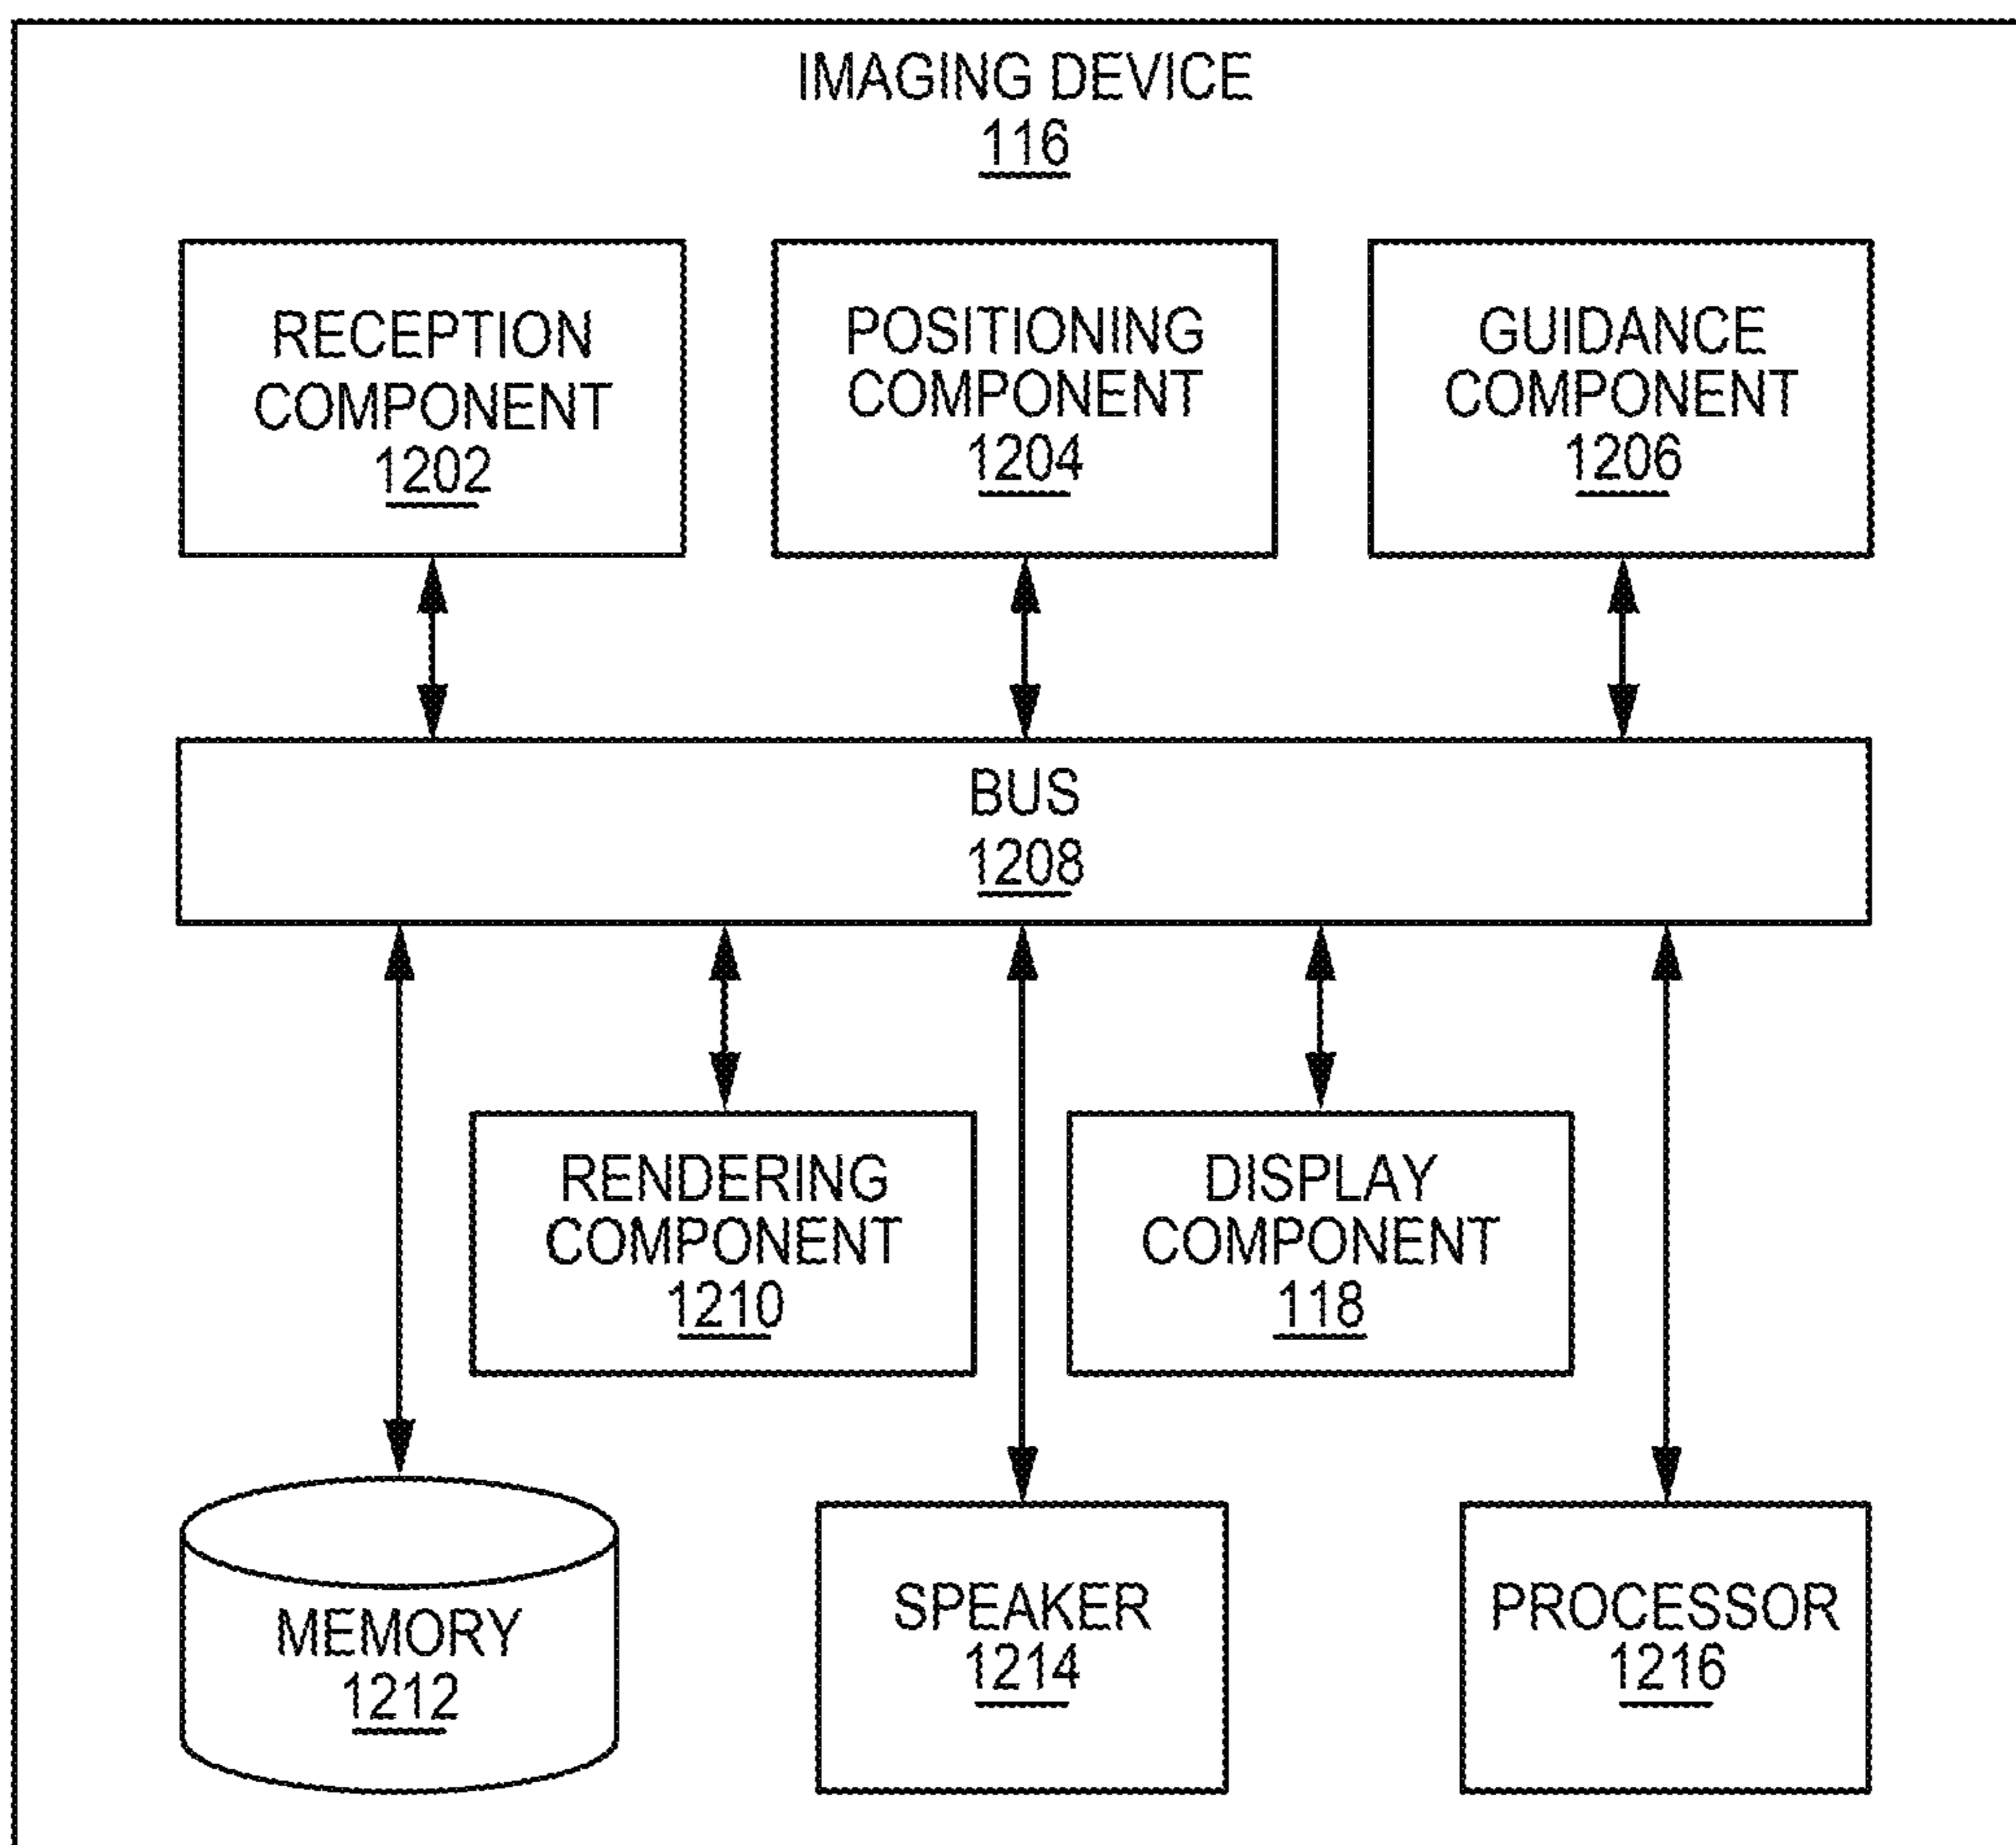 IMAGING DEVICE
116
RECEPTION
COMPONENT
1202
POSITIONING
COMPONENT
1204
GUIDANCE
COMPONENT
1206
BUS
1208
RENDERING
COMPONENT
1210
DISPLAY
COMPONENT
118
MEMORY
1212
SPEAKER
1214
PROCESSOR
1216